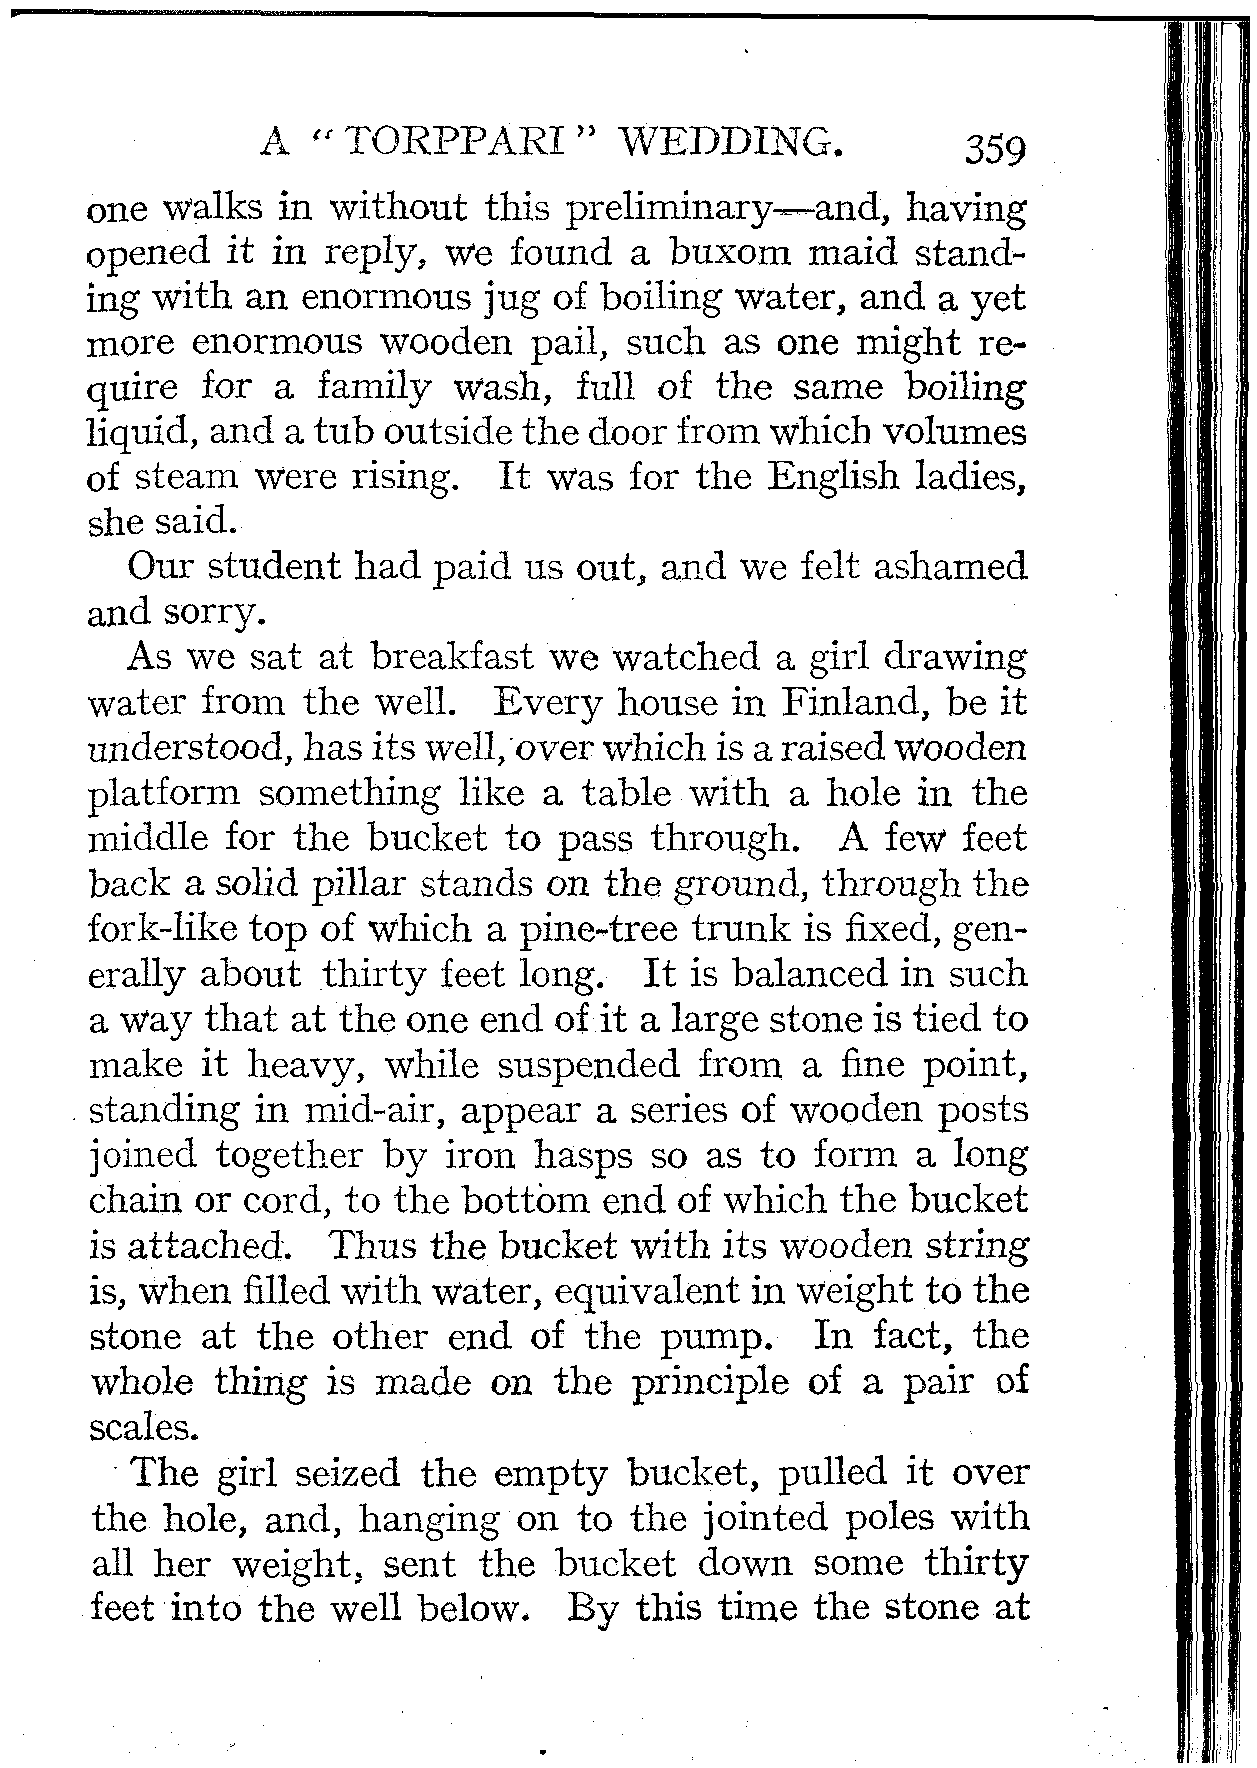 A “TORPPARI” WEDDING. 359
one walks in without this preliminary—and, having
opened it in reply, we found a buxom maid stand-
ing with an enormous jug of boiling water, and a yet
more enormous wooden pail, such as one might re-
quire for a family wash, full of the same boiling
liquid, and a tub outside the door from which volumes
of steam were rising. It was for the English ladies,
she said.
Our student had paid us out, and we felt ashamed
and sorry.
As we sat at breakfast we watched a girl drawing
water from the well. Every house in Finland, be it
understood, has its well, over which is a raised wooden
platform something like a table with a hole in the
middle for the bucket to pass through. A few feet
back a solid pillar stands on the ground, through the
fork-like top of which a pine-tree trunk is fixed, gen-
erally about thirty feet long. It is balanced in such
a way that at the one end of it a large stone is tied to
make it heavy, while suspended from a fine point,
standing in mid-air, appear a series of wooden posts
joined together by iron hasps so as to form a long
chain or cord, to the bottom end of which the bucket
is attached. Thus the bucket with its wooden string
is, when filled with water, equivalent in weight to the
stone at the other end of the pump. In fact, the
whole thing is made on the principle of a pair of
scales.
The girl seized the empty bucket, pulled it over
the hole, and, hanging on to the jointed poles with
all her weight, sent the bucket down some thirty
feet into the well below. By this time the stone at